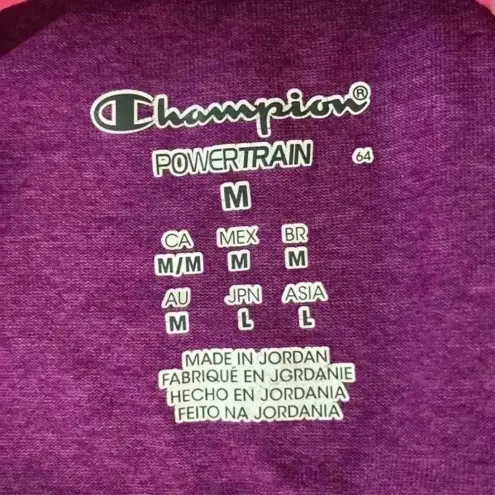 Champion®
POWERTRAIN 64
M
CA MEX BR
M/M M M
AU JPN ASIA
M L L
MADE IN JORDAN
FABRIQUÉ EN JORDANIE
HECHO EN JORDANIA
FEITO NA JORDANIA